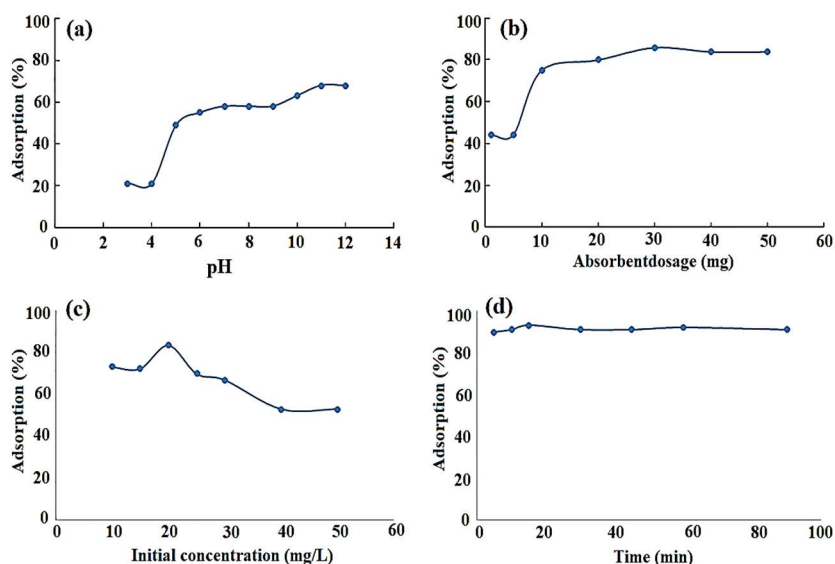 (a)
Adsorption (%)
100
80
60
40
20
0
0 2 4 6 8 10 12 14
pH
(b)
Adsorption (%)
100
80
60
40
20
0
0 10 20 30 40 50 60
Absorbentdosage (mg)
(c)
Adsorption (%)
100
80
60
40
20
0
0 10 20 30 40 50 60
Initial concentration (mg/L)
(d)
Adsorption (%)
100
80
60
40
20
0
0 20 40 60 80 100
Time (min)